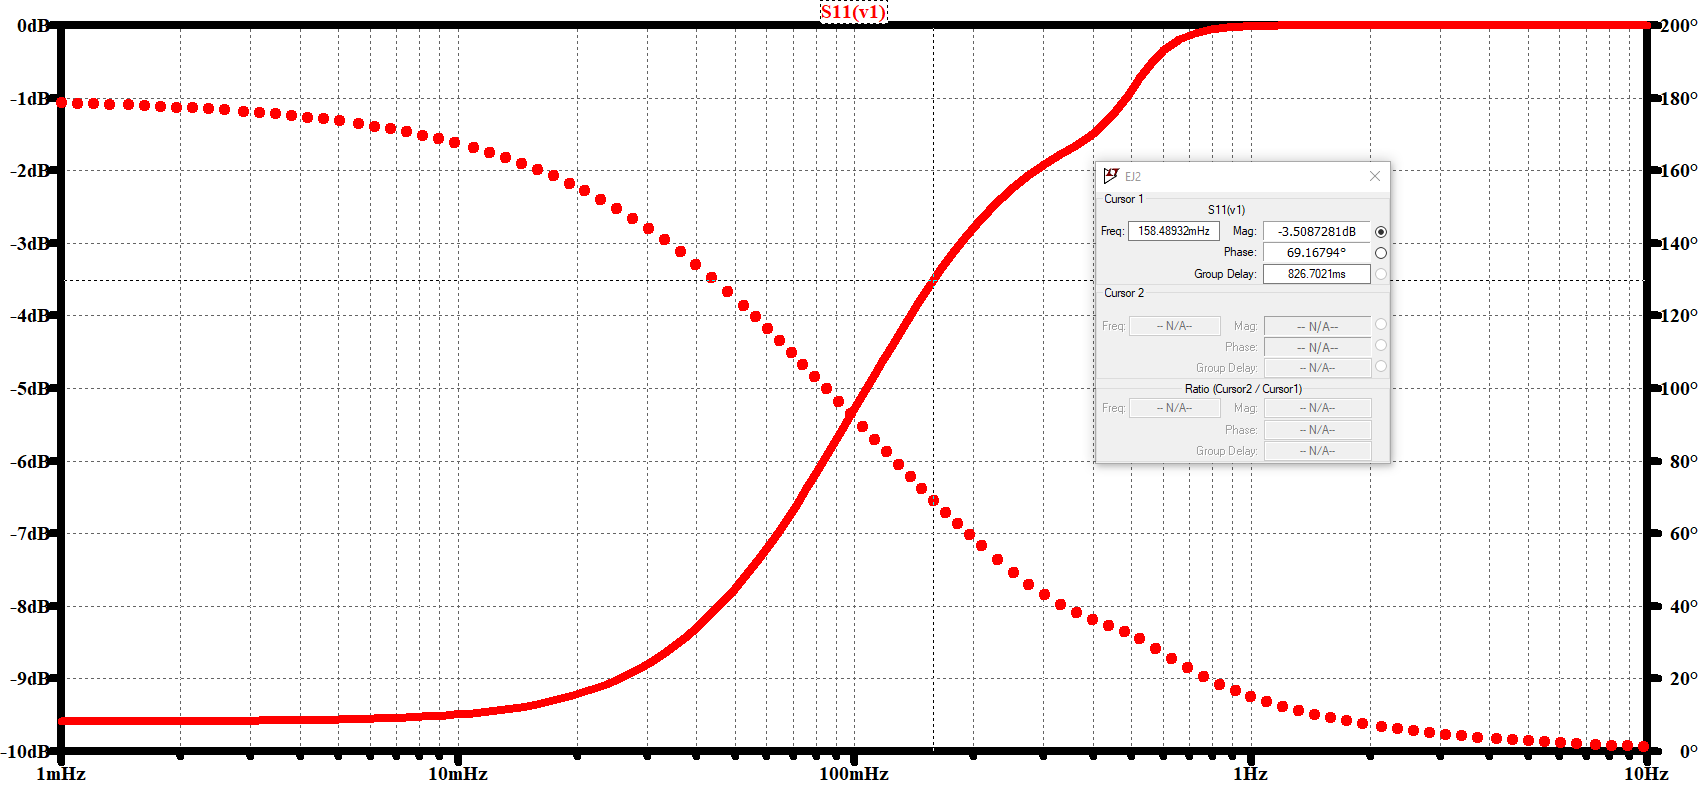 S11(v1)
0dB
-1dB
-2dB
-3dB
-4dB
-5dB
-6dB
-7dB
-8dB
-9dB
-10dB
200°
180°
160°
140°
120°
100°
80°
60°
40°
20°
0°
1mHz
10mHz
100mHz
1Hz
10Hz
EJ2
Cursor 1
S11(v1)
Freq: 158.48932mHz Mag: -3.5087281dB
Phase: 69.16794°
Group Delay: 826.7021ms
Cursor 2
Freq: -- N/A-- Mag: -- N/A--
Phase: -- N/A--
Group Delay: -- N/A--
Ratio (Cursor2 / Cursor1)
Freq: -- N/A-- Mag: -- N/A--
Phase: -- N/A--
Group Delay: -- N/A--